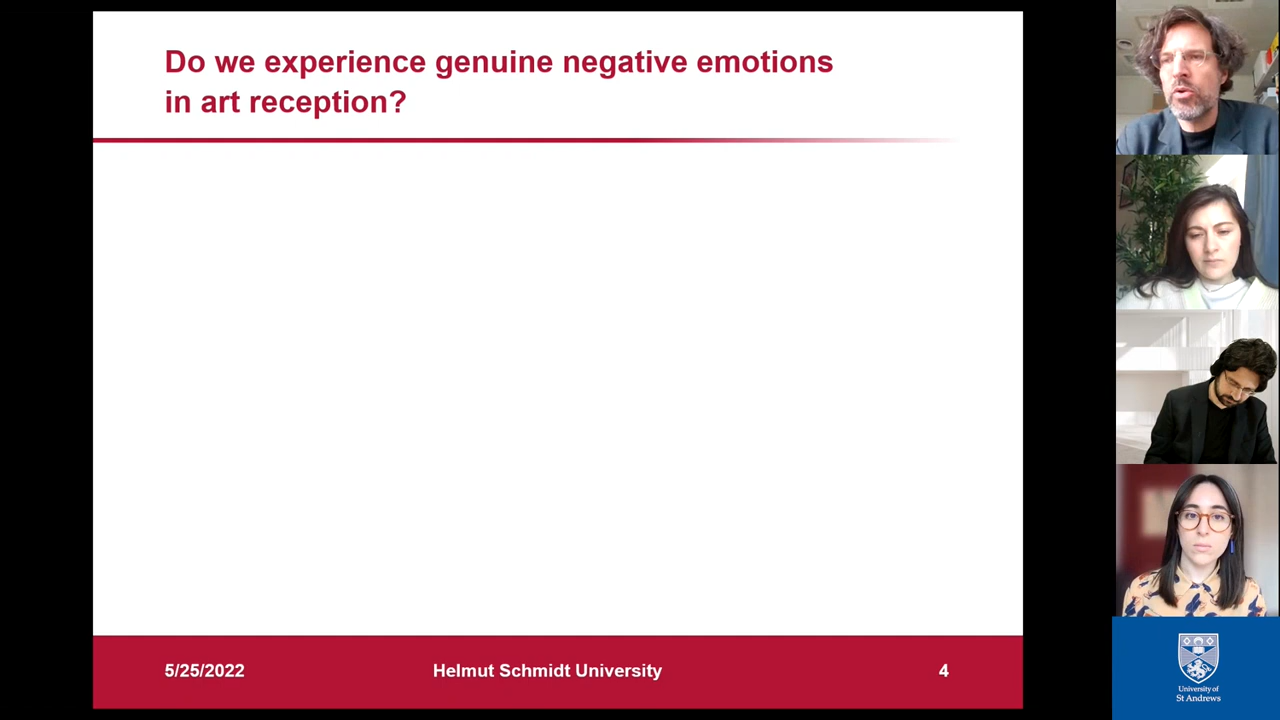 Do we experience genuine negative emotions
in art reception?
5/25/2022
Helmut Schmidt University
4
University of
St Andrews